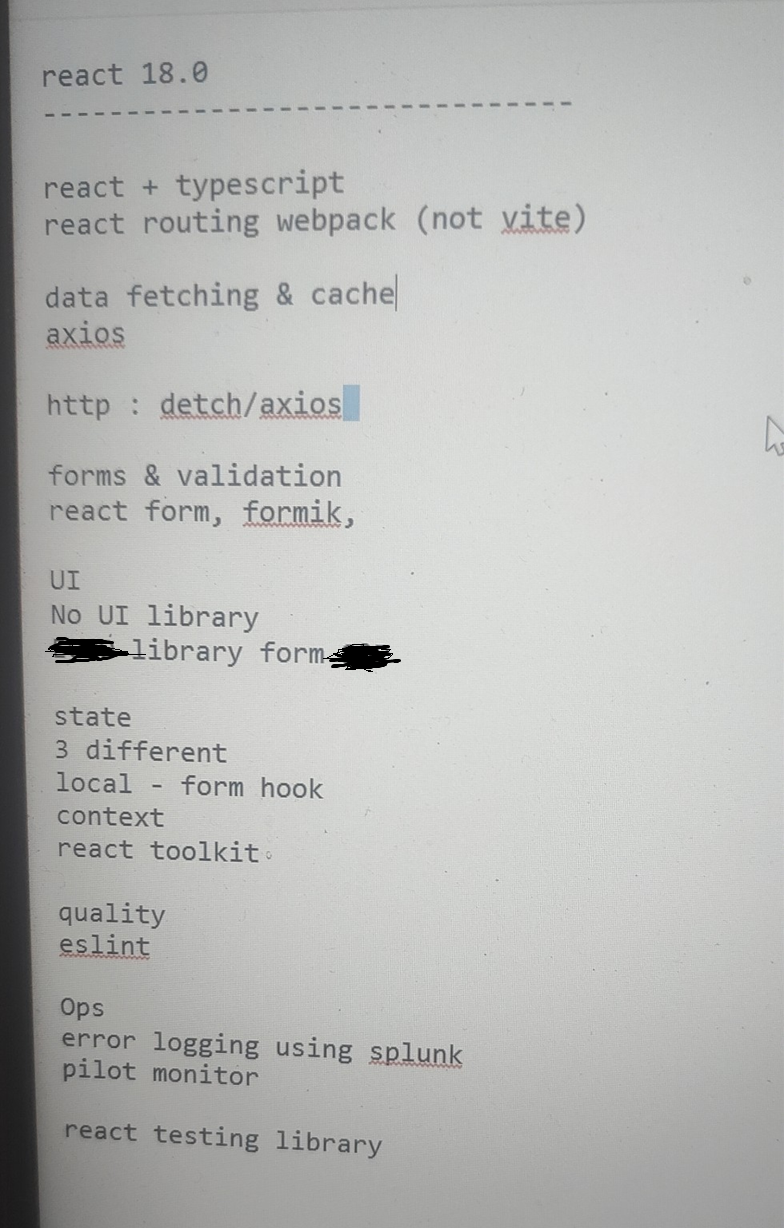 react 18.0
--------------------------------
react + typescript
react routing webpack (not vite)
data fetching & cache
axios
http : detch/axios
forms & validation
react form, formik,
UI
No UI library
library form
state
3 different
local - form hook
context
react toolkit
quality
eslint
Ops
error logging using splunk
pilot monitor
react testing library